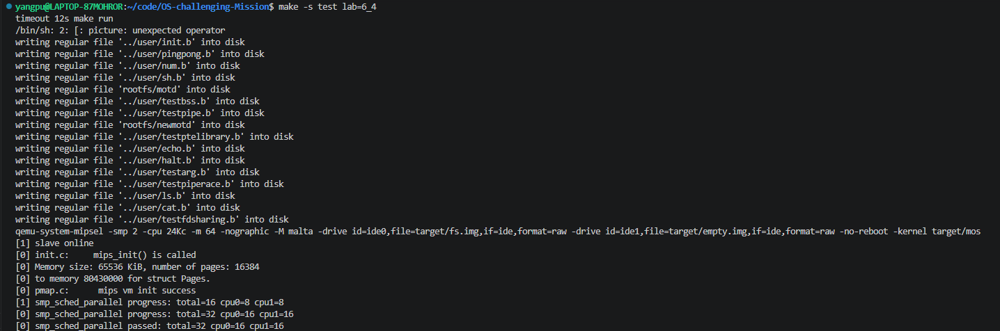 yangpu@LAPTOP-87MOHROR:~/code/OS-challenging-Mission$ make -s test lab=6_4
timeout 12s make run
/bin/sh: 2: [: picture: unexpected operator
writing regular file '../user/init.b' into disk
writing regular file '../user/pingpong.b' into disk
writing regular file '../user/num.b' into disk
writing regular file '../user/sh.b' into disk
writing regular file 'rootfs/motd' into disk
writing regular file '../user/testbss.b' into disk
writing regular file '../user/testpipe.b' into disk
writing regular file 'rootfs/newmotd' into disk
writing regular file '../user/testptelibrary.b' into disk
writing regular file '../user/echo.b' into disk
writing regular file '../user/halt.b' into disk
writing regular file '../user/testarg.b' into disk
writing regular file '../user/testpiperace.b' into disk
writing regular file '../user/ls.b' into disk
writing regular file '../user/cat.b' into disk
writing regular file '../user/testfdsharing.b' into disk
qemu-system-mipsel -smp 2 -cpu 24Kc -m 64 -nographic -M malta -drive id=ide0,file=target/fs.img,if=ide,format=raw -drive id=ide1,file=target/empty.img,if=ide,format=raw -no-reboot -kernel target/mos
[1] slave online
[0] init.c:     mips_init() is called
[0] Memory size: 65536 KiB, number of pages: 16384
[0] to memory 80430000 for struct Pages.
[0] pmap.c:      mips vm init success
[1] smp_sched_parallel progress: total=16 cpu0=8 cpu1=8
[0] smp_sched_parallel progress: total=32 cpu0=16 cpu1=16
[0] smp_sched_parallel passed: total=32 cpu0=16 cpu1=16